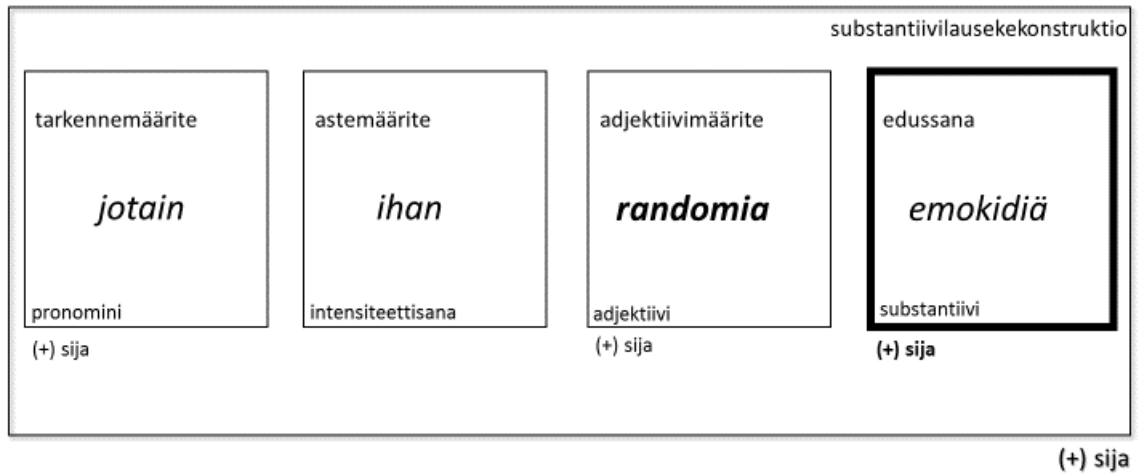 substantiivilausekekonstruktio
tarkennemäärite
astemäärite
adjektiivimäärite
edussana
jotain
ihan
randomia
emokidiä
pronomini
intensiteettisana
adjektiivi
substantiivi
(+) sija
(+) sija
(+) sija
(+) sija